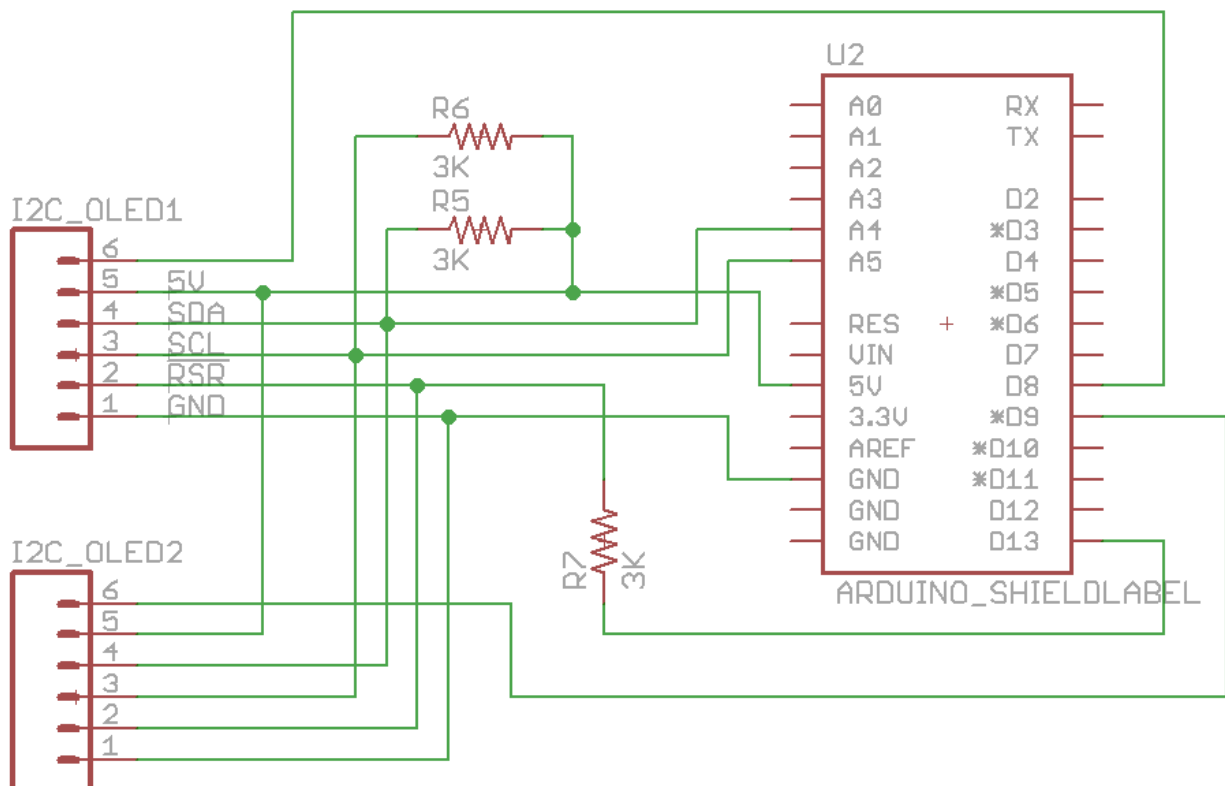 U2
A0 RX
A1 TX
A2
A3 D2
A4 *D3
A5 D4
*D5
RES *D6
VIN D7
5V D8
3.3V *D9
AREF *D10
GND *D11
GND D12
GND D13
ARDUINO_SHIELDLABEL
R6
3K
R5
3K
I2C_OLED1
6
5 5V
4 SDA
3 SCL
2 RSR
1 GND
R7
3K
I2C_OLED2
6
5
4
3
2
1